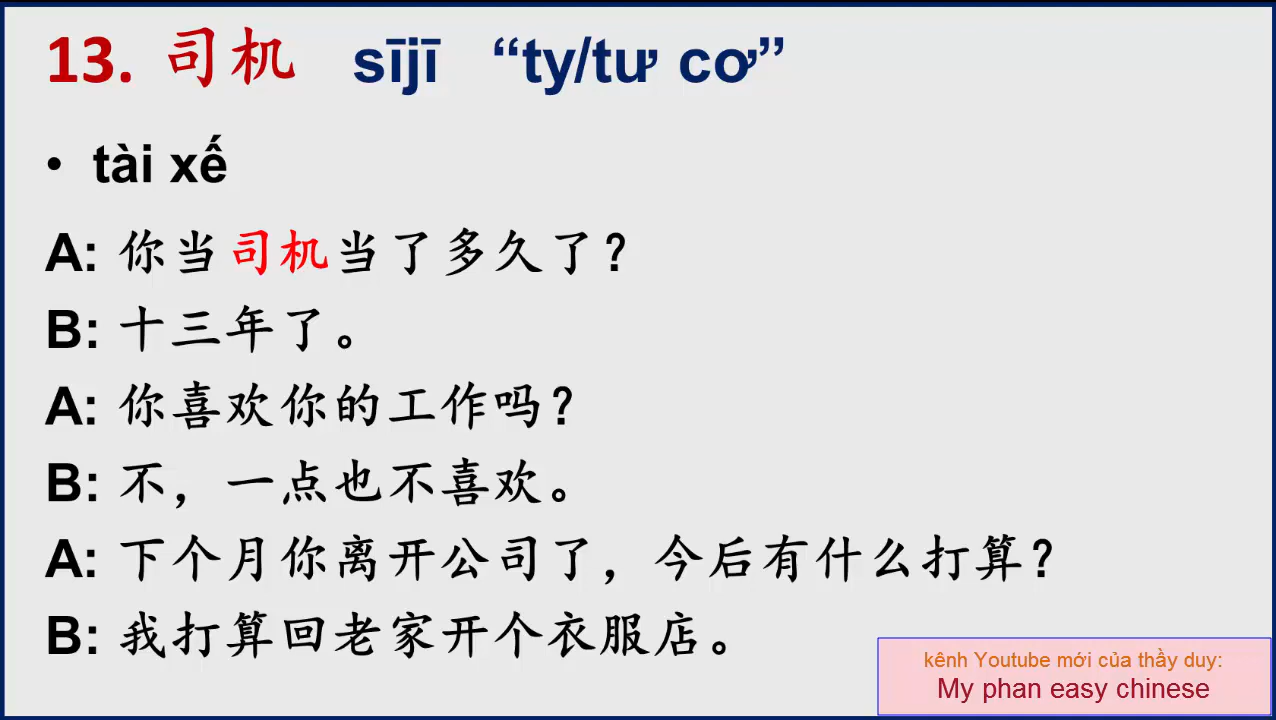 13. 司机 sījī “ty/tư cơ”
• tài xế
A: 你当司机当了多久了？
B: 十三年了。
A: 你喜欢你的工作吗？
B: 不，一点也不喜欢。
A: 下个月你离开公司了，今后有什么打算？
B: 我打算回老家开个衣服店。
kênh Youtube mới của thầy duy:
My phan easy chinese